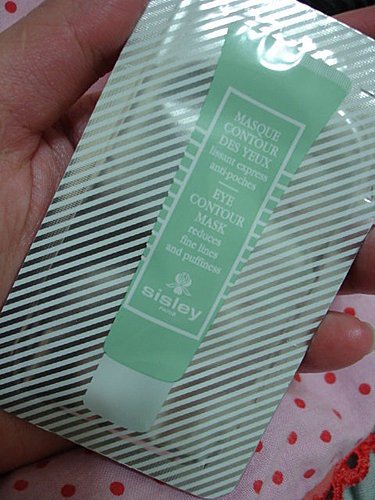 MASQUE
CONTOUR
DES YEUX
lissant express
anti-poches
EYE
CONTOUR
MASK
reduces
fine lines
and puffiness
sisley
PARIS